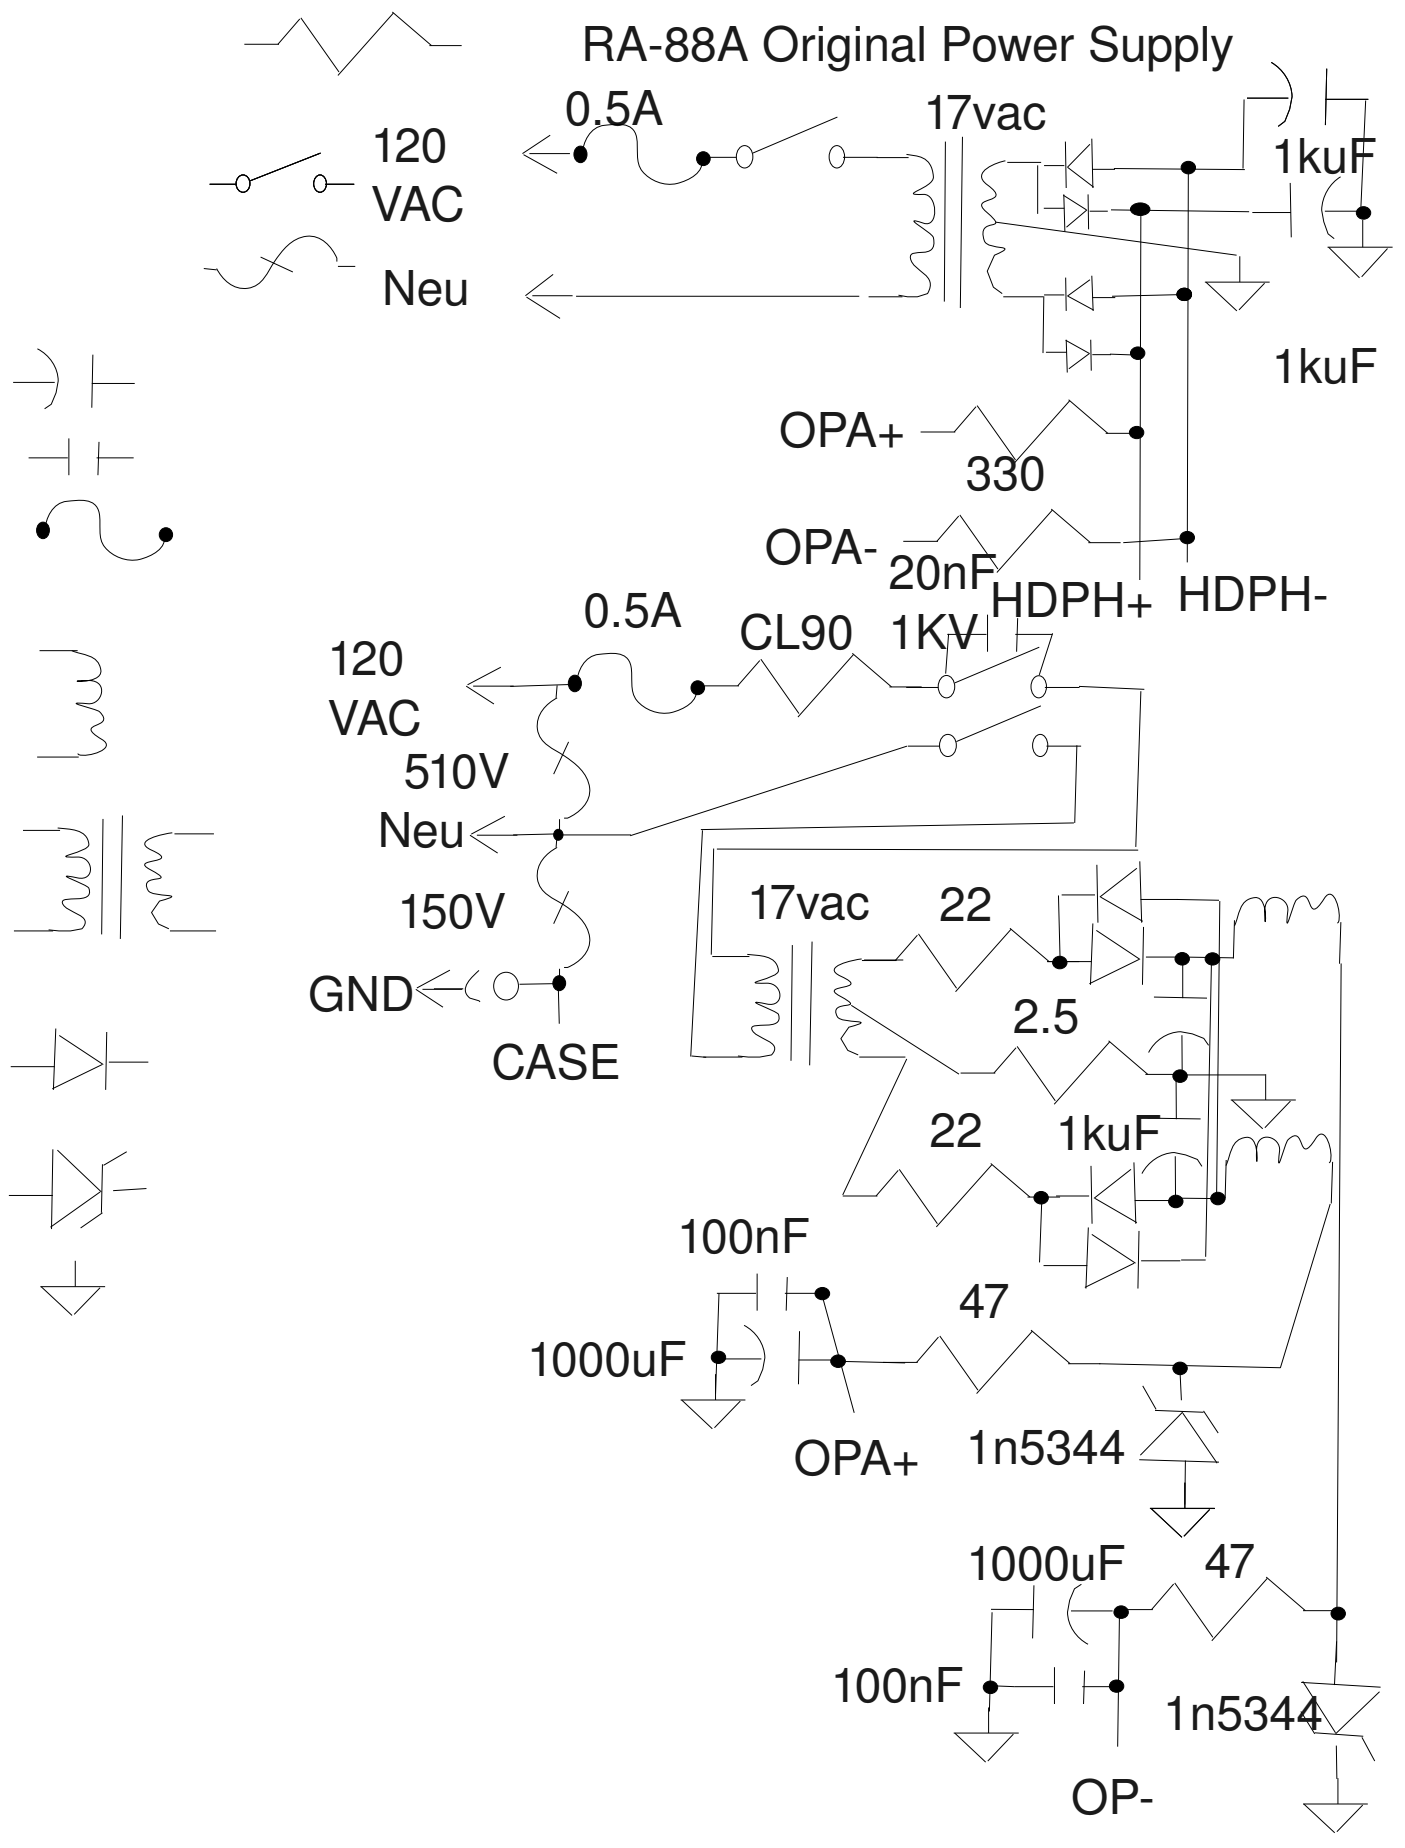 RA-88A Original Power Supply
0.5A
17vac
120
VAC
1kuF
Neu
1kuF
OPA+
330
OPA-
20nF
HDPH+
HDPH-
0.5A
CL90
1KV
120
VAC
510V
Neu
150V
17vac
22
GND
2.5
CASE
22
1kuF
100nF
47
1000uF
OPA+
1n5344
1000uF
47
100nF
1n5344
OP-